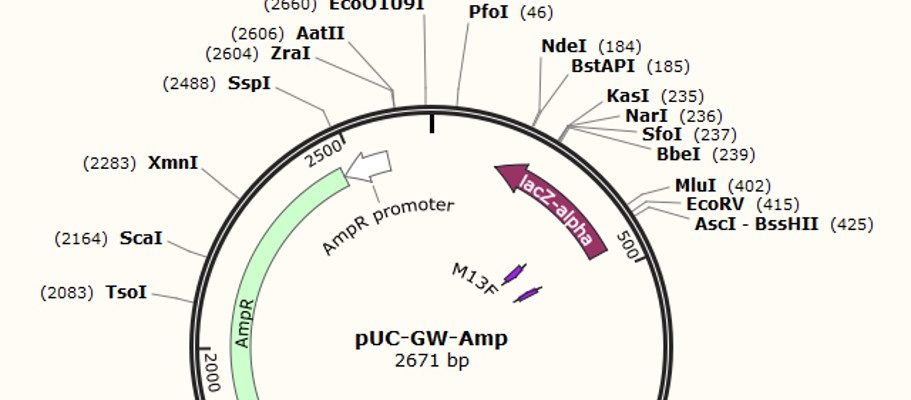 (2660) EcoO109I
PfoI (46)
(2606) AatII
(2604) ZraI
NdeI (184)
BstAPI (185)
(2488) SspI
KasI (235)
NarI (236)
SfoI (237)
BbeI (239)
2500
(2283) XmnI
lacZ-alpha
MluI (402)
EcoRV (415)
AscI - BssHII (425)
AmpR promoter
500
(2164) ScaI
M13F
(2083) TsoI
AmpR
pUC-GW-Amp
2671 bp
2000